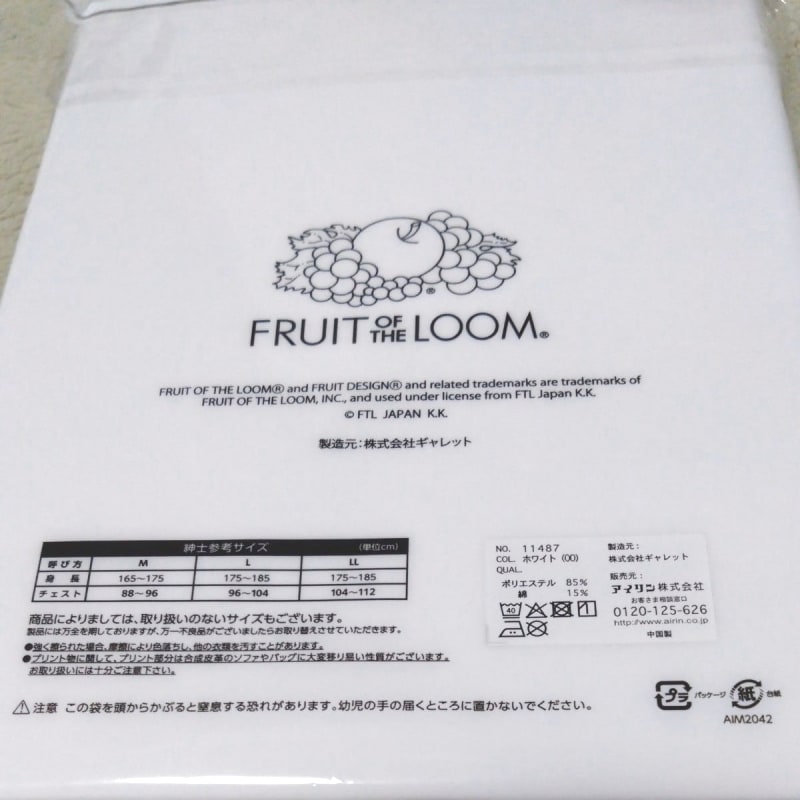 FRUIT OF THE LOOM®
FRUIT OF THE LOOM® and FRUIT DESIGN® and related trademarks are trademarks of
FRUIT OF THE LOOM, INC., and used under license from FTL Japan K.K.
© FTL JAPAN K.K.
製造元：株式会社ギャレット
紳士参考サイズ (単位cm)
呼び方 M L LL
身長 165〜175 175〜185 175〜185
チェスト 88〜96 96〜104 104〜112
商品によりましては、取り扱いのないサイズもございます。
製品には万全を期しておりますが、万一不良品がございましたらお取り替えさせていただきます。
●強く擦られた場合、摩擦により色落ちし、他の衣類を汚すことがあります。
●プリント物に関して、プリント部分は合成皮革のソファやバッグに大変移り易い性質がございます。
お取り扱いには十分ご注意下さい。
NO. 11487
COL. ホワイト (00)
QUAL.
ポリエステル 85%
綿 15%
40
製造元：
株式会社ギャレット
販売元：
アイリン株式会社
お客さま相談窓口
0120-125-626
http://www.airin.co.jp
中国製
⚠注意 この袋を頭からかぶると窒息する恐れがあります。幼児の手の届くところに置かないでください。
プラ パッケージ 紙 台紙
AIM2042